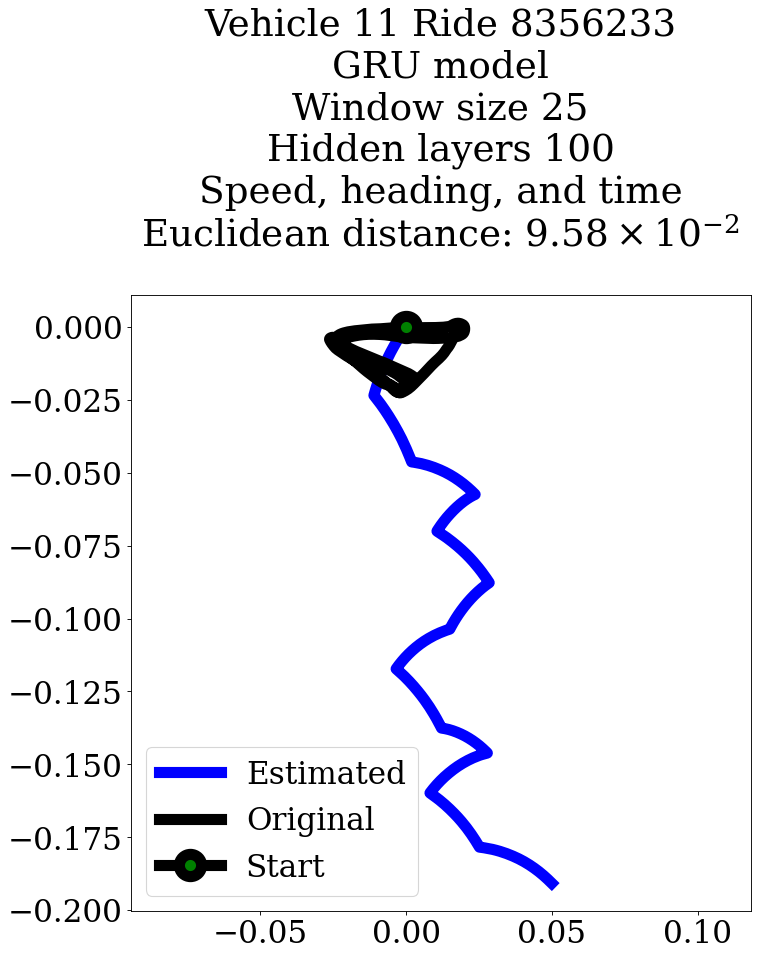 Vehicle 11 Ride 8356233
GRU model
Window size 25
Hidden layers 100
Speed, heading, and time
Euclidean distance: 9.58 × 10⁻²
0.000
−0.025
−0.050
−0.075
−0.100
−0.125
−0.150
−0.175
−0.200
Estimated
Original
Start
−0.05
0.00
0.05
0.10